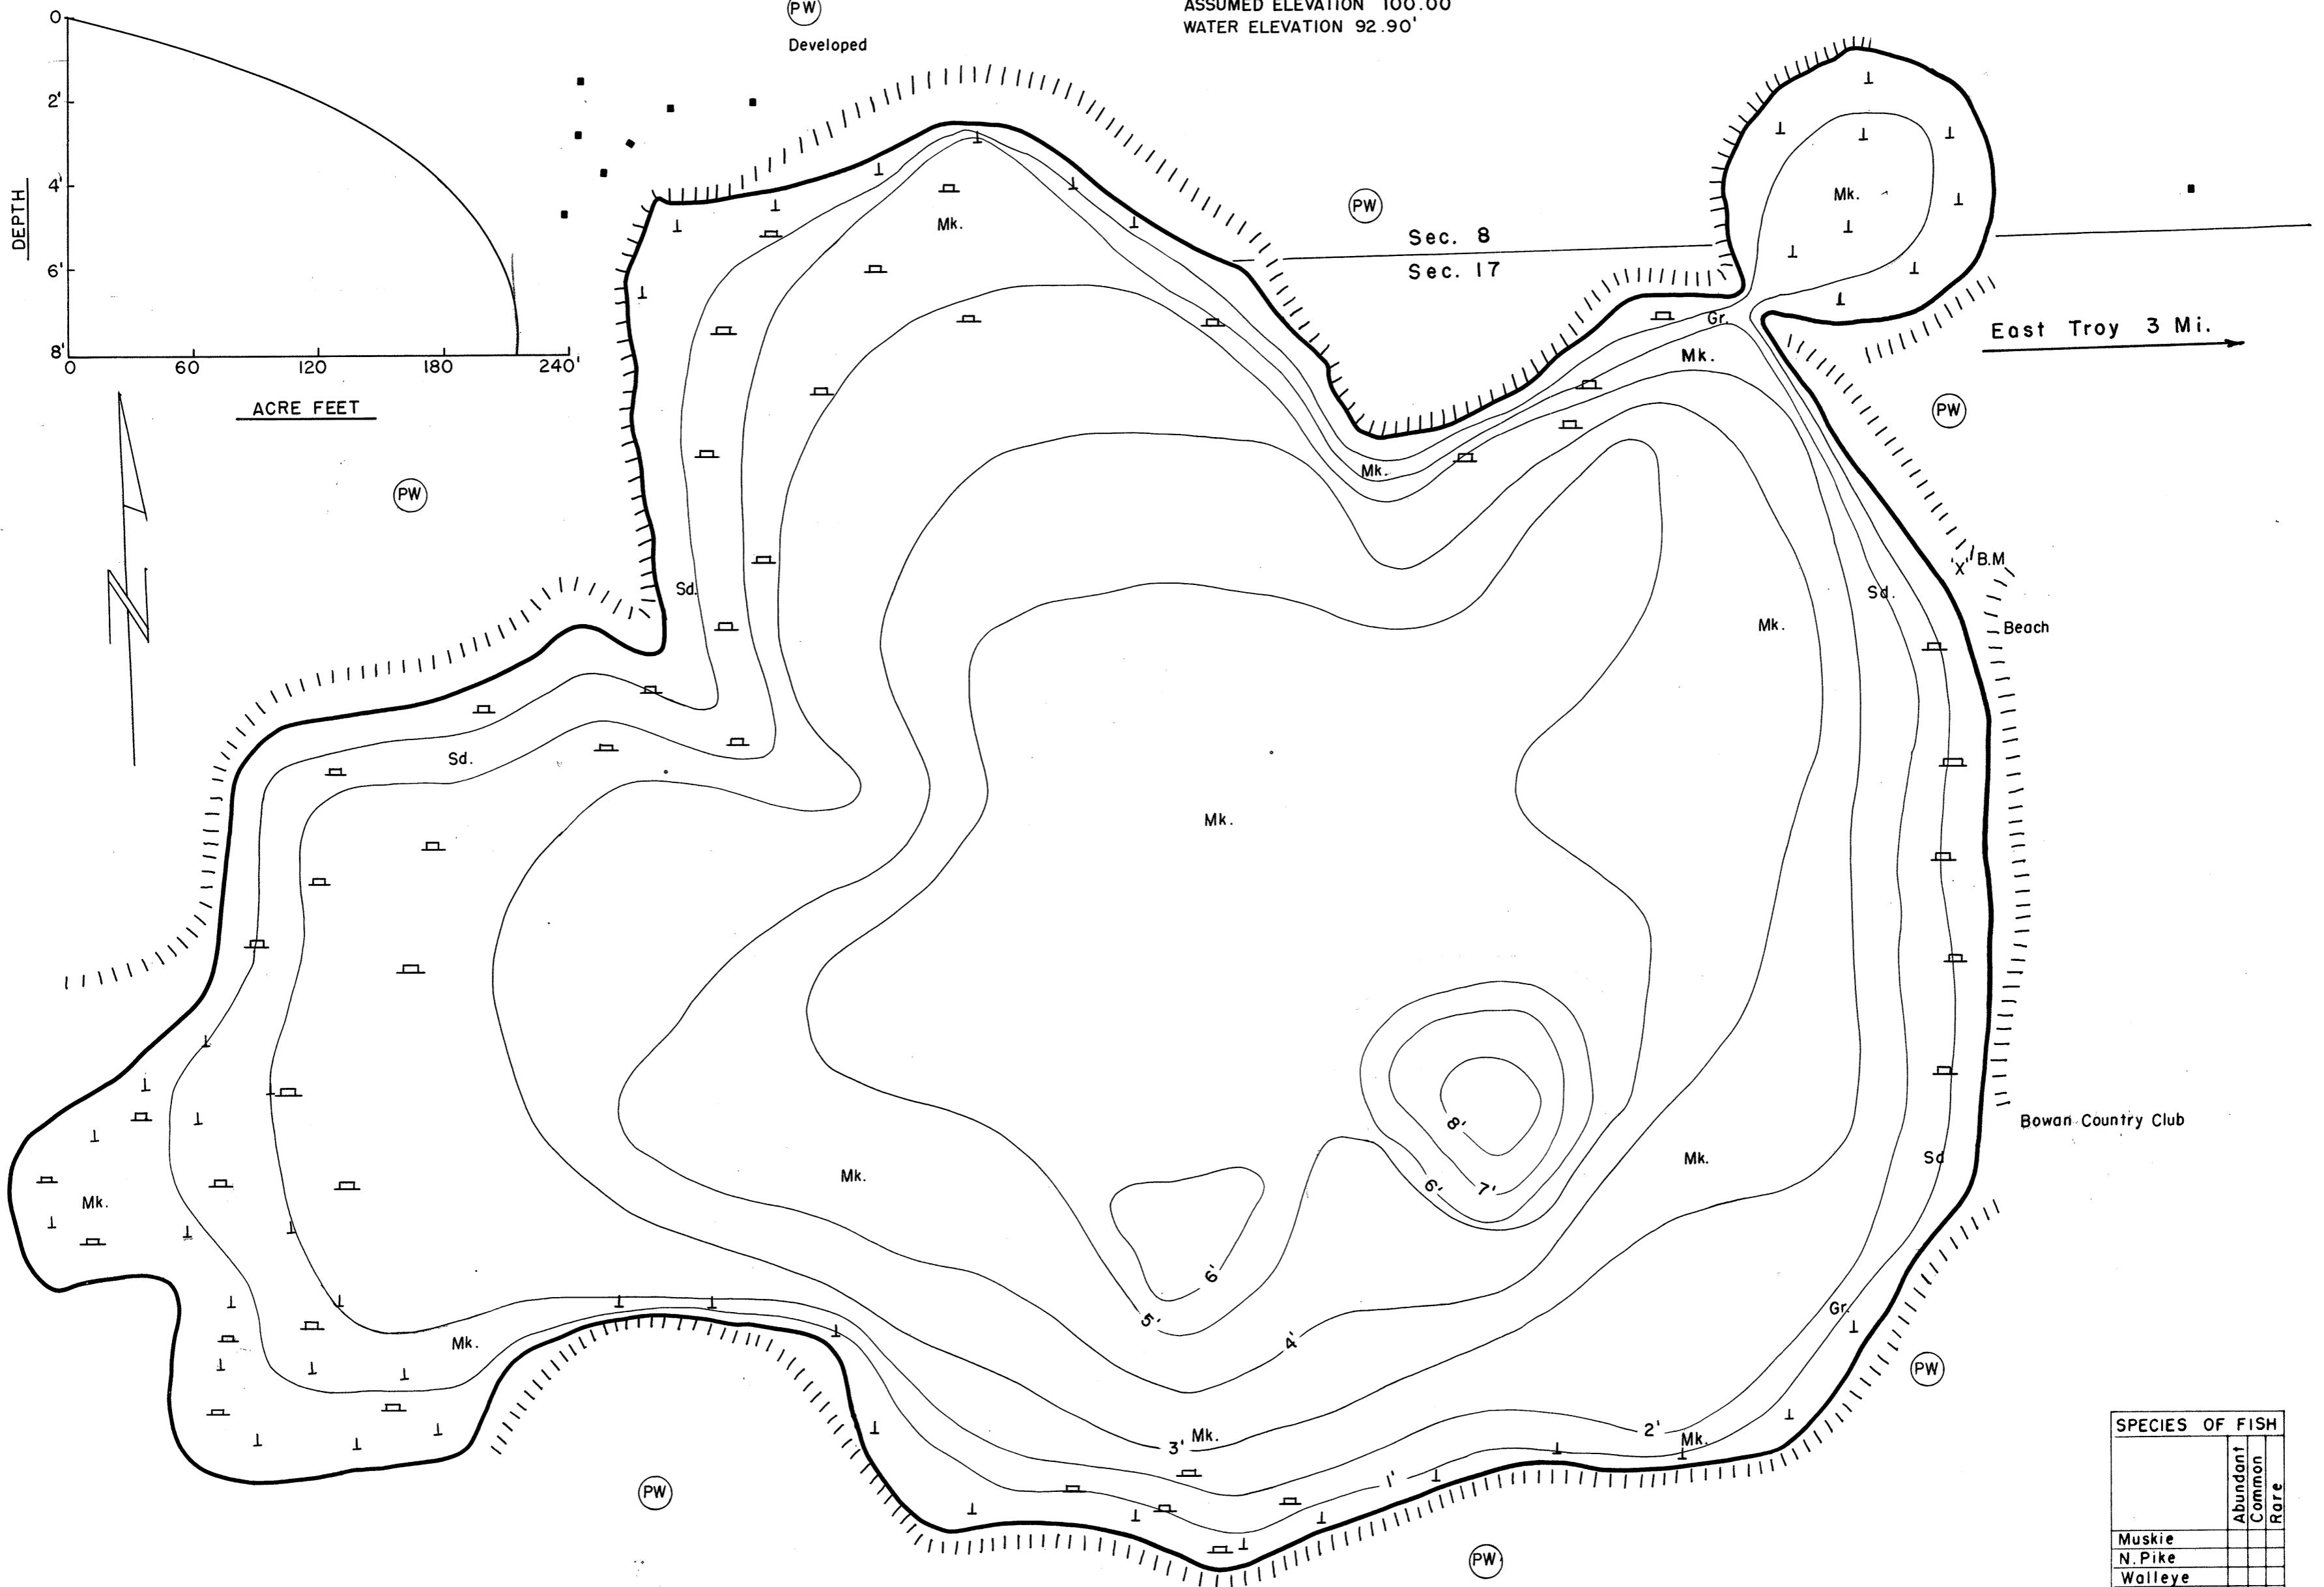 ASSUMED ELEVATION 100.00
WATER ELEVATION 92.90'
PW
Developed
0
2'
4'
6'
8'
DEPTH
0 60 120 180 240'
ACRE FEET
N
PW
Sec. 8
Sec. 17
East Troy 3 Mi.
PW
PW
'X' B.M
Beach
Bowan Country Club
Mk.
Mk.
Gr.
Mk.
Mk.
Sd.
Sd.
Mk.
Sd.
Mk.
Mk.
Mk.
Sd
Mk.
8'
7'
6'
6'
5'
4'
Gr.
Mk.
3' Mk.
2'
Mk.
1'
PW
PW
PW
SPECIES OF FISH
Abundant
Common
Rare
Muskie
N. Pike
Walleye